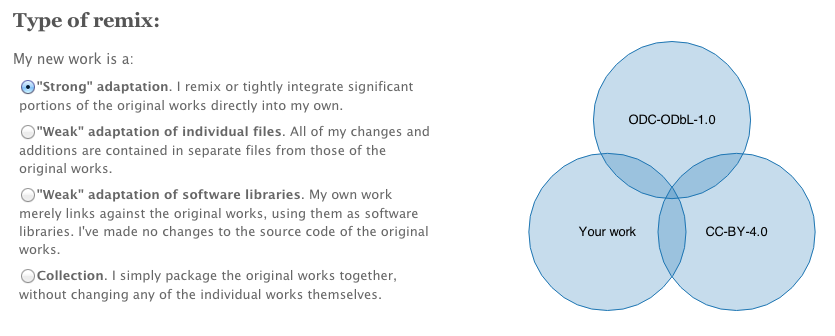 Type of remix:
My new work is a:
"Strong" adaptation. I remix or tightly integrate significant
portions of the original works directly into my own.
"Weak" adaptation of individual files. All of my changes and
additions are contained in separate files from those of the
original works.
"Weak" adaptation of software libraries. My own work
merely links against the original works, using them as software
libraries. I've made no changes to the source code of the original
works.
Collection. I simply package the original works together,
without changing any of the individual works themselves.
ODC-ODbL-1.0
Your work
CC-BY-4.0